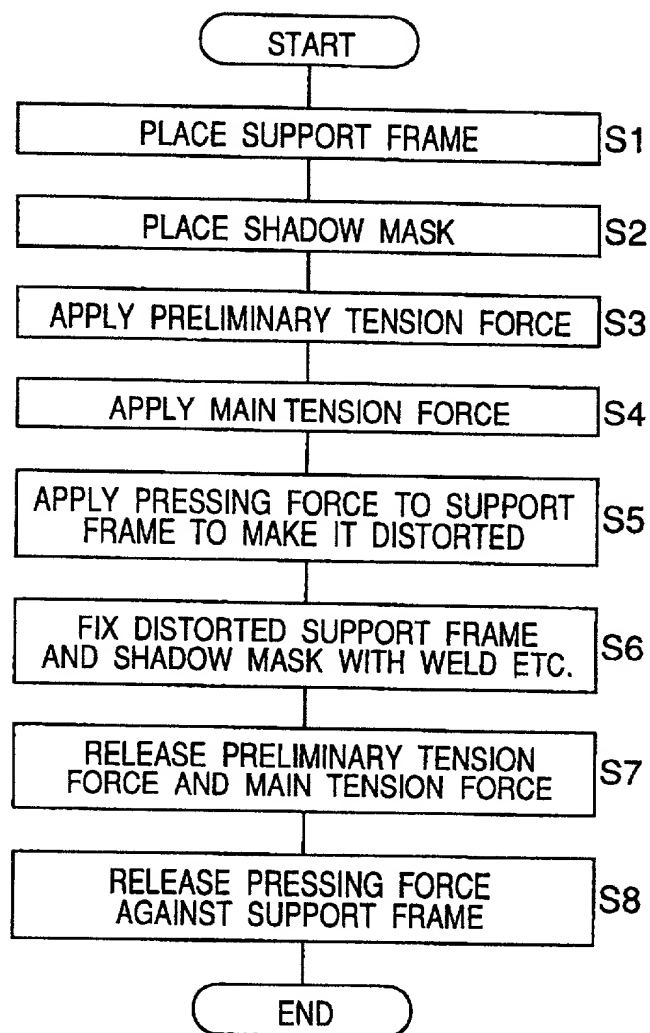 START
PLACE SUPPORT FRAME S1
PLACE SHADOW MASK S2
APPLY PRELIMINARY TENSION FORCE S3
APPLY MAIN TENSION FORCE S4
APPLY PRESSING FORCE TO SUPPORT
FRAME TO MAKE IT DISTORTED S5
FIX DISTORTED SUPPORT FRAME
AND SHADOW MASK WITH WELD ETC. S6
RELEASE PRELIMINARY TENSION
FORCE AND MAIN TENSION FORCE S7
RELEASE PRESSING FORCE
AGAINST SUPPORT FRAME S8
END